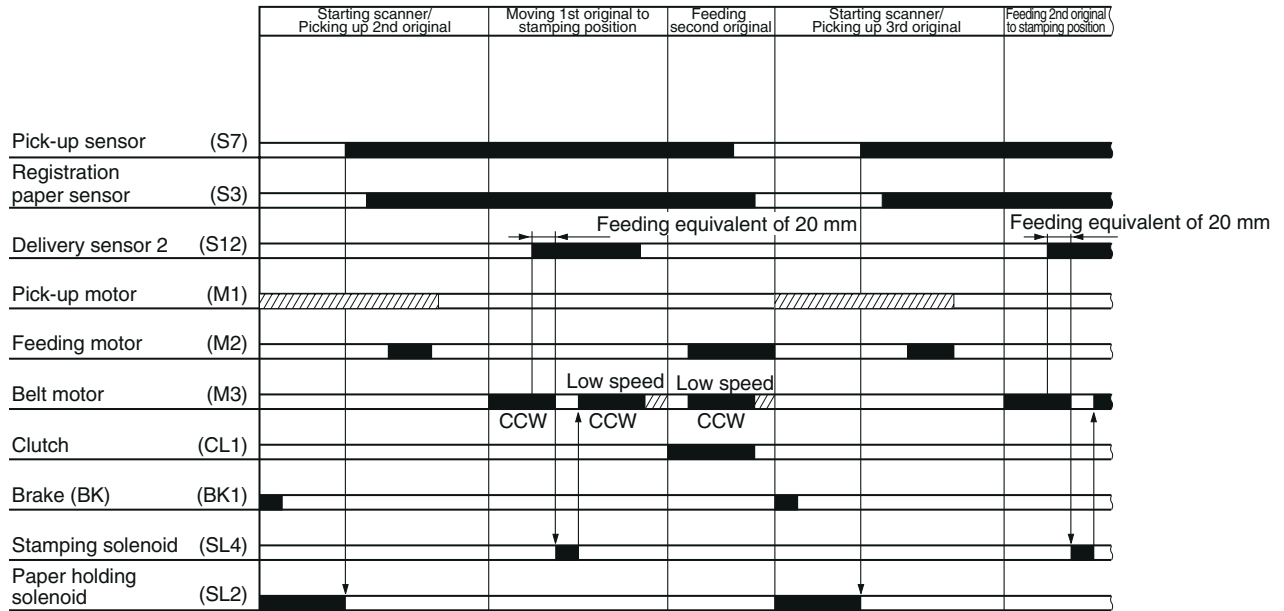 Starting scanner/
Picking up 2nd original
Moving 1st original to
stamping position
Feeding
second original
Starting scanner/
Picking up 3rd original
Feeding 2nd original
to stamping position
Pick-up sensor (S7)
Registration
paper sensor (S3)
Feeding equivalent of 20 mm
Feeding equivalent of 20 mm
Delivery sensor 2 (S12)
Pick-up motor (M1)
Feeding motor (M2)
Low speed
Low speed
Belt motor (M3)
CCW
CCW
CCW
Clutch (CL1)
Brake (BK) (BK1)
Stamping solenoid (SL4)
Paper holding
solenoid (SL2)